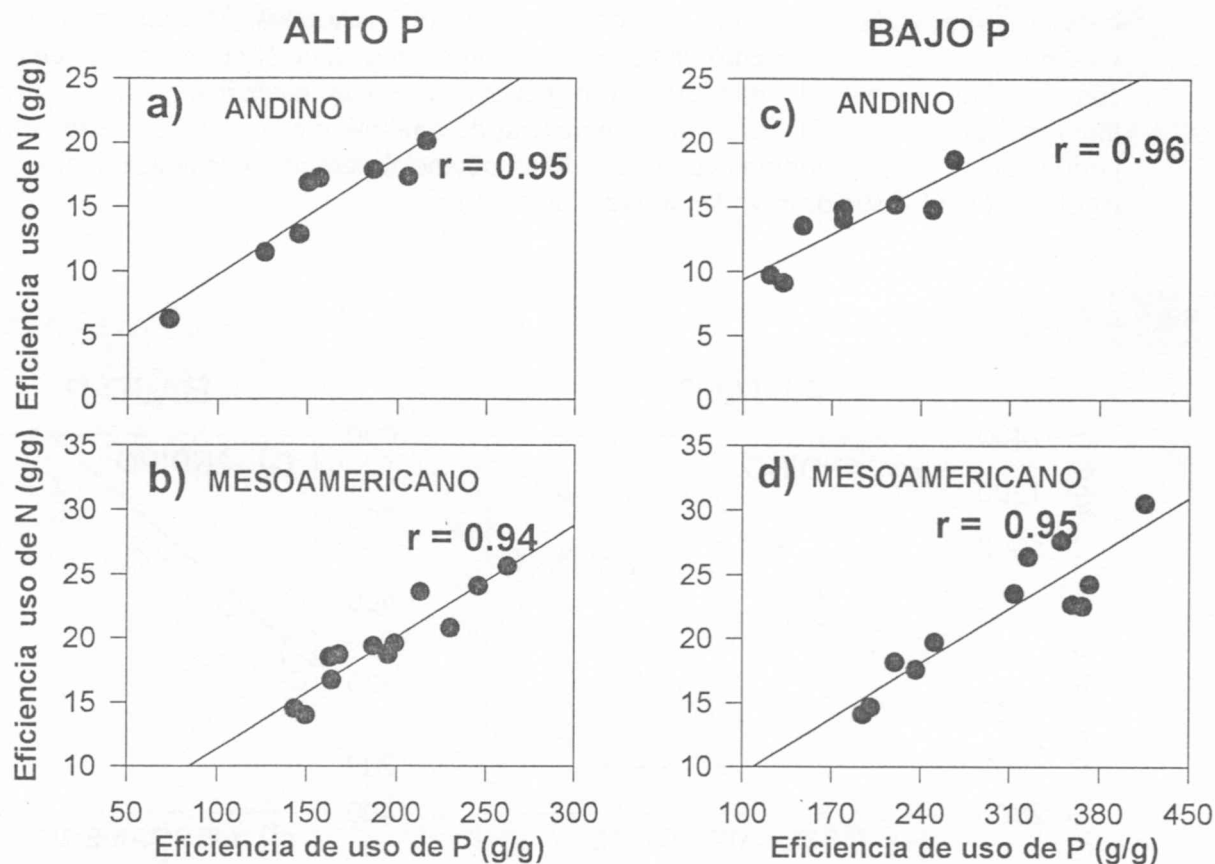 ALTO P
BAJO P
Eficiencia uso de N (g/g)
25
20
15
10
5
0
a)
ANDINO
r = 0.95
25
20
15
10
5
0
c)
ANDINO
r = 0.96
Eficiencia uso de N (g/g)
35
30
25
20
15
10
b)
MESOAMERICANO
r = 0.94
50 100 150 200 250 300
Eficiencia de uso de P (g/g)
35
30
25
20
15
10
d)
MESOAMERICANO
r = 0.95
100 170 240 310 380 450
Eficiencia de uso de P (g/g)